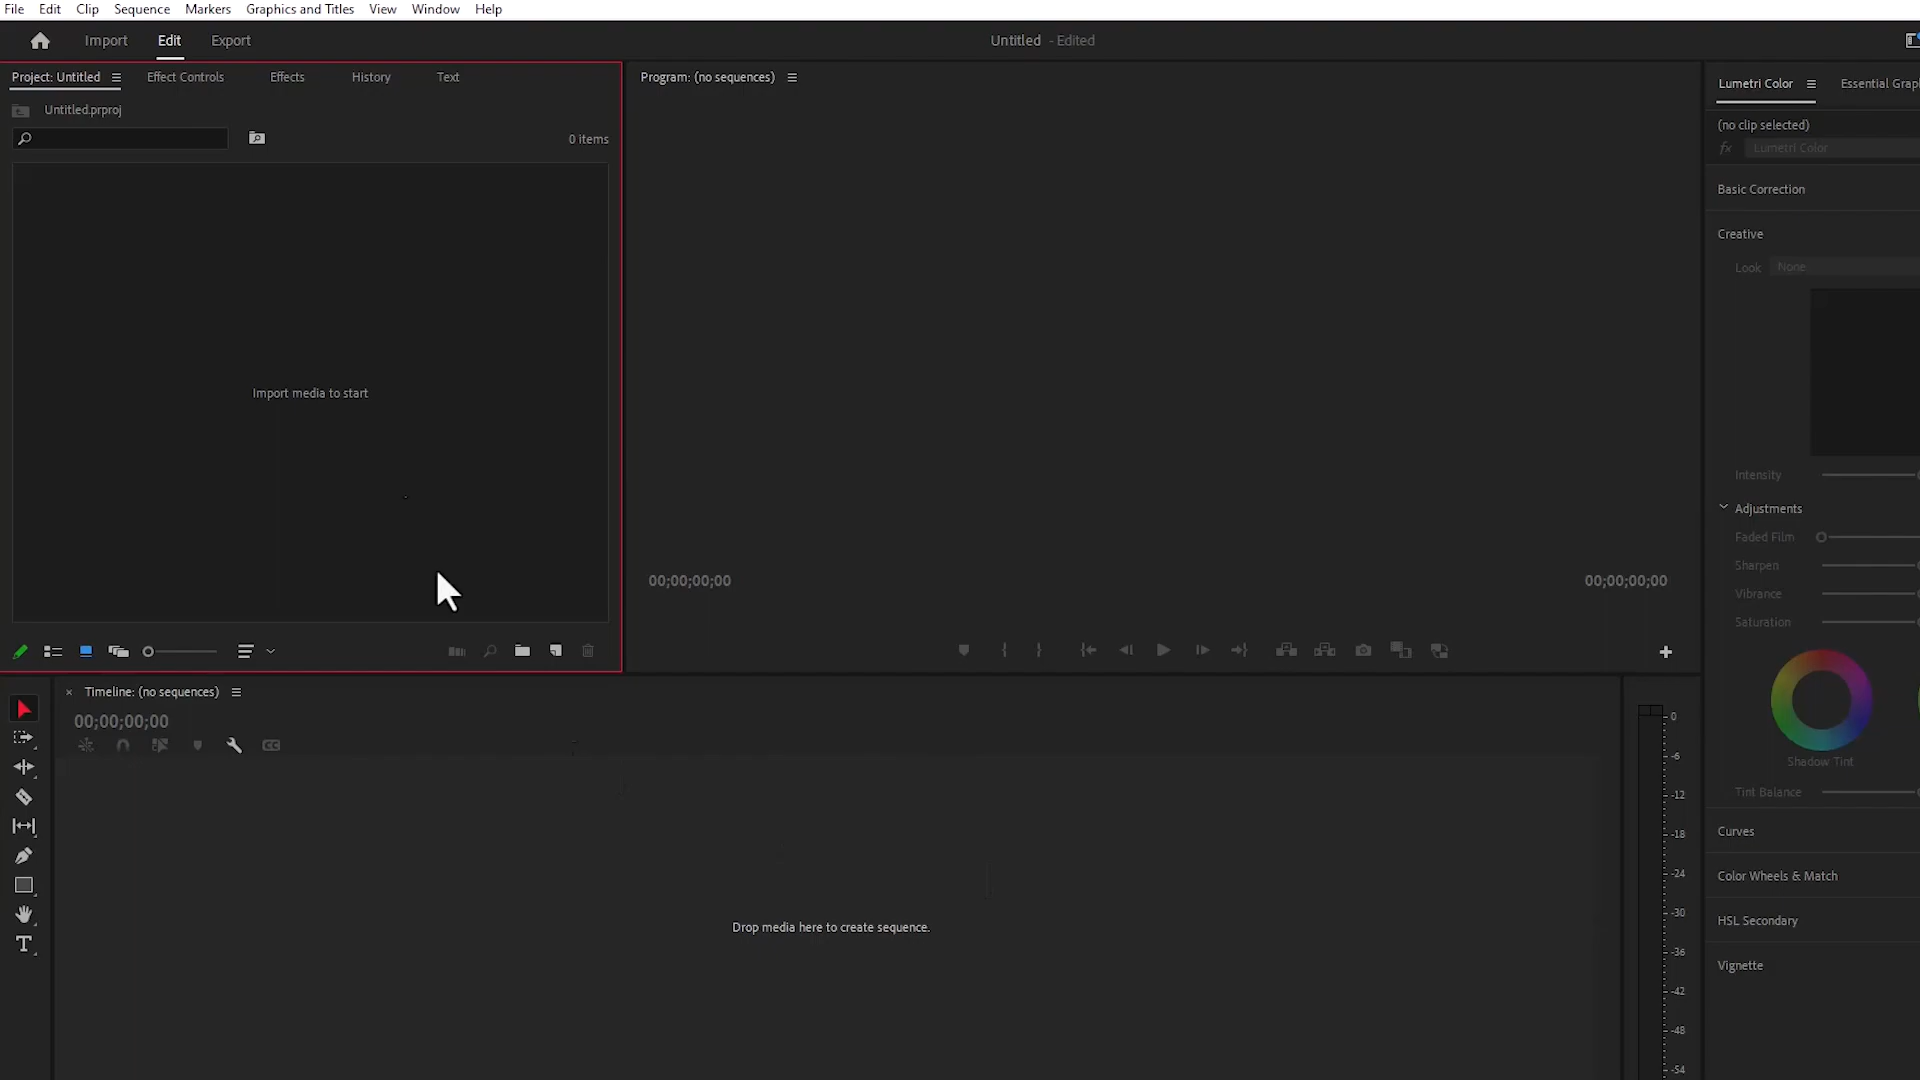 File Edit Clip Sequence Markers Graphics and Titles View Window Help
Import Edit Export
Untitled - Edited
Project: Untitled Effect Controls Effects History Text
Untitled.prproj
0 items
Import media to start
Program: (no sequences)
00;00;00;00
00;00;00;00
Lumetri Color Essential Grap
(no clip selected)
fx Lumetri Color
Basic Correction
Creative
Look None
Intensity
Adjustments
Faded Film
Sharpen
Vibrance
Saturation
Shadow Tint
Tint Balance
Curves
Color Wheels & Match
HSL Secondary
Vignette
× Timeline: (no sequences)
00;00;00;00
CC
T
Drop media here to create sequence.
0
-6
-12
-18
-24
-30
-36
-42
-48
-54